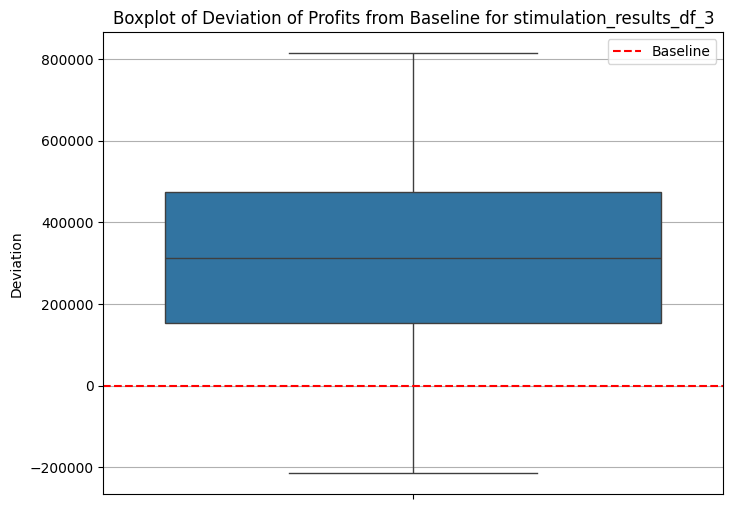 Boxplot of Deviation of Profits from Baseline for stimulation_results_df_3
Baseline
800000
600000
400000
200000
0
−200000
Deviation